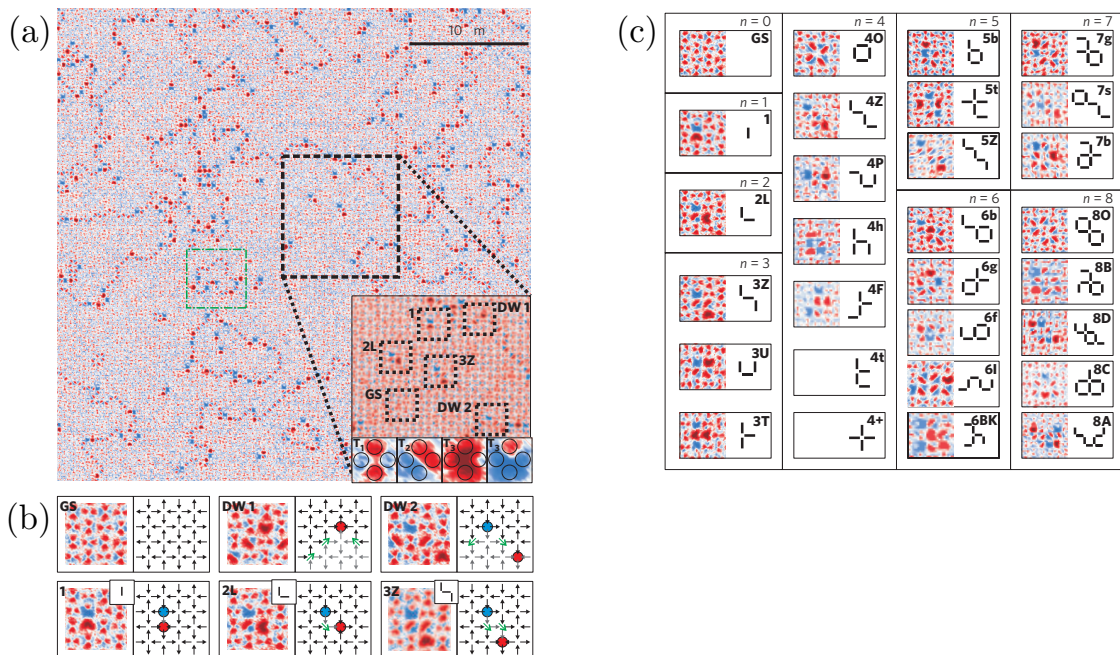 (a)
10 m
1
DW 1
2L
3Z
GS
DW 2
T1
T2
T3
T3
(b)
GS
DW 1
DW 2
1
2L
3Z
(c)
n = 0
GS
n = 1
1
n = 2
2L
n = 3
3Z
3U
3T
n = 4
4O
4Z
4P
4h
4F
4t
4+
n = 5
5b
5t
5Z
n = 6
6b
6g
6f
6l
6BK
n = 7
7g
7s
7b
n = 8
8O
8B
8D
8C
8A